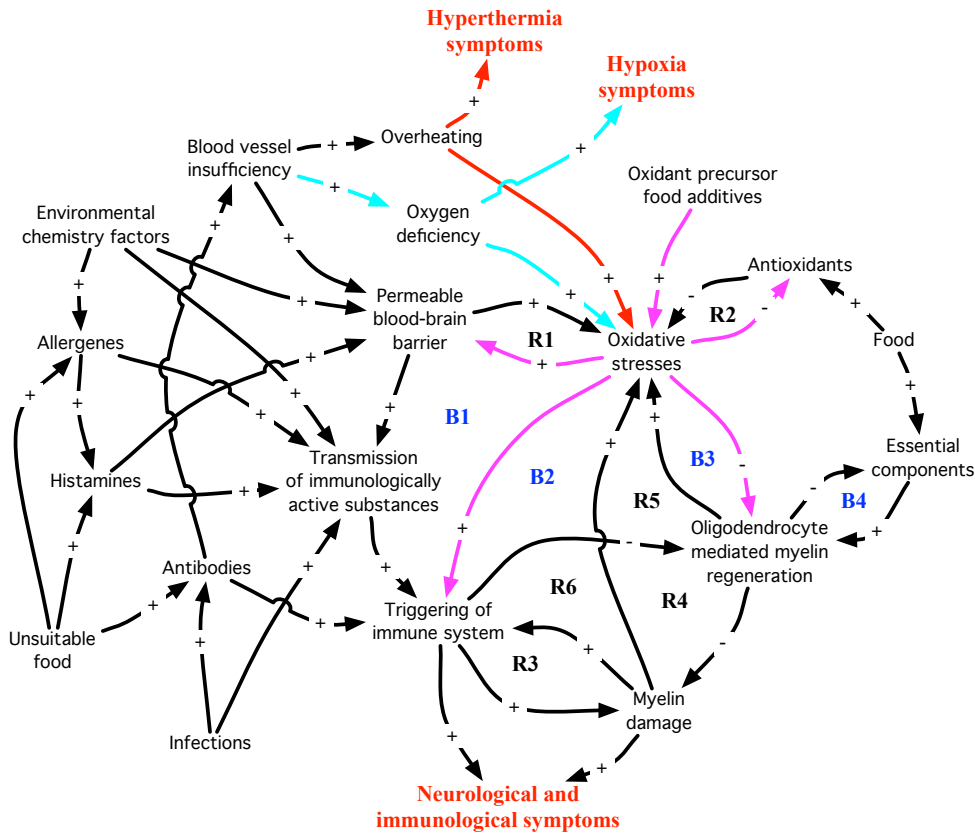 Hyperthermia
symptoms
Hypoxia
symptoms
+
Blood vessel
insufficiency
+
Overheating
+
+
Oxidant precursor
food additives
Environmental
chemistry factors
Oxygen
deficiency
+
+
Antioxidants
+
+
+
+
+
-
-
+
+
Permeable
blood-brain
barrier
+
R1
R2
Allergenes
+
Oxidative
stresses
Food
+
+
+
+
+
+
+
+
B1
Essential
components
Transmission
of immunologically
active substances
Histamines
+
B2
B3
-
+
R5
-
B4
+
+
+
Oligodendrocyte
mediated myelin
regeneration
+
-
Antibodies
+
R6
R4
Triggering of
immune system
+
+
Unsuitable
food
+
R3
+
-
+
Myelin
damage
Infections
+
+
Neurological and
immunological symptoms